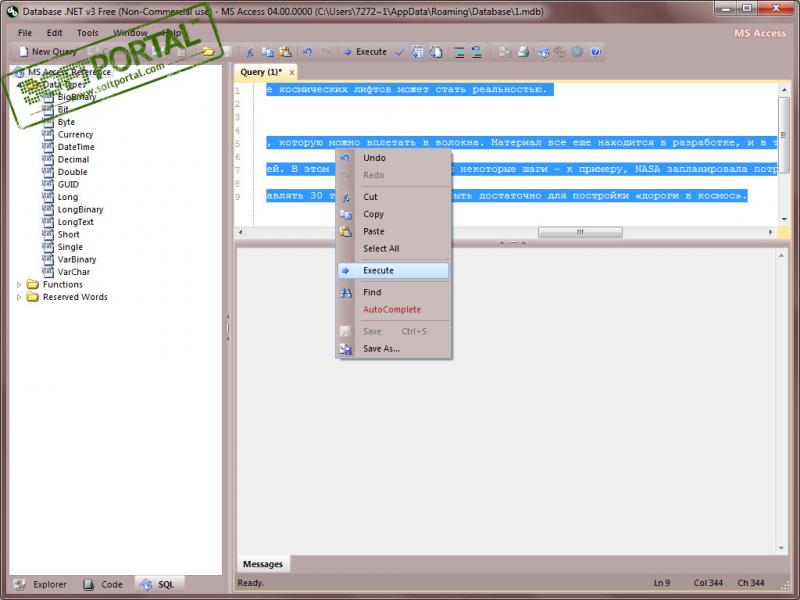 Database .NET v3 Free (Non-Commercial use) - MS Access 04.00.0000 (C:\Users\7272~1\AppData\Roaming\Database\1.mdb)
File Edit Tools Window Help
MS Access
New Query
Execute
SOFTPORTAL™
www.softportal.com
MS Access Reference
Data Types
BigBinary
Bit
Byte
Currency
DateTime
Decimal
Double
GUID
Long
LongBinary
LongText
Short
Single
VarBinary
VarChar
Functions
Reserved Words
Query (1)* x
1 е космических лифтов может стать реальностью.
2
3
4
5 , которую можно вплетать в волокна. Материал все еще находится в разработке, и в т
6
7 ей. В этом некоторые шаги – к примеру, NASA запланировала потр
8
9 авлять 30 т ыть достаточно для постройки «дороги в космос».
Undo
Redo
Cut
Copy
Paste
Select All
Execute
Find
AutoComplete
Save Ctrl+S
Save As...
Messages
Explorer Code SQL
Ready. Ln 9 Col 344 Ch 344